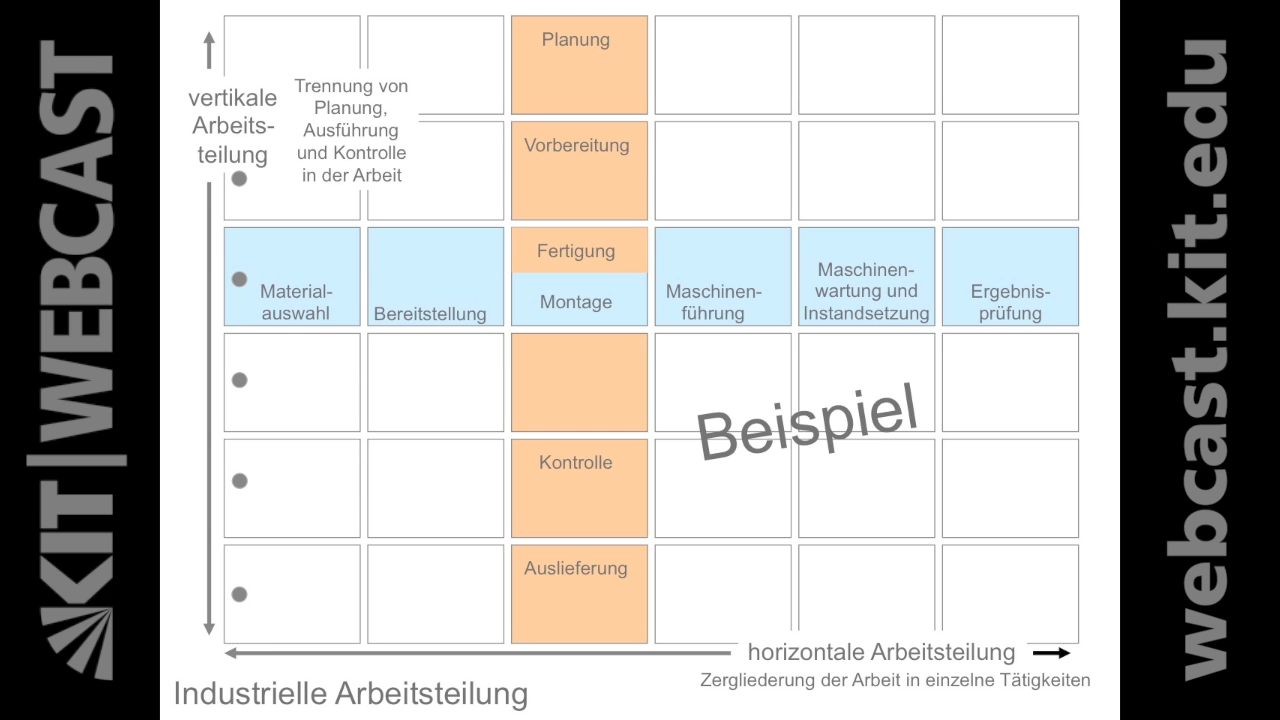 KIT | WEBCAST
Planung
vertikale
Arbeits-
teilung
Trennung von
Planung,
Ausführung
und Kontrolle
in der Arbeit
Vorbereitung
Material-
auswahl
Bereitstellung
Fertigung
Montage
Maschinen-
führung
Maschinen-
wartung und
Instandsetzung
Ergebnis-
prüfung
Beispiel
Kontrolle
Auslieferung
horizontale Arbeitsteilung
Zergliederung der Arbeit in einzelne Tätigkeiten
Industrielle Arbeitsteilung
webcast.kit.edu